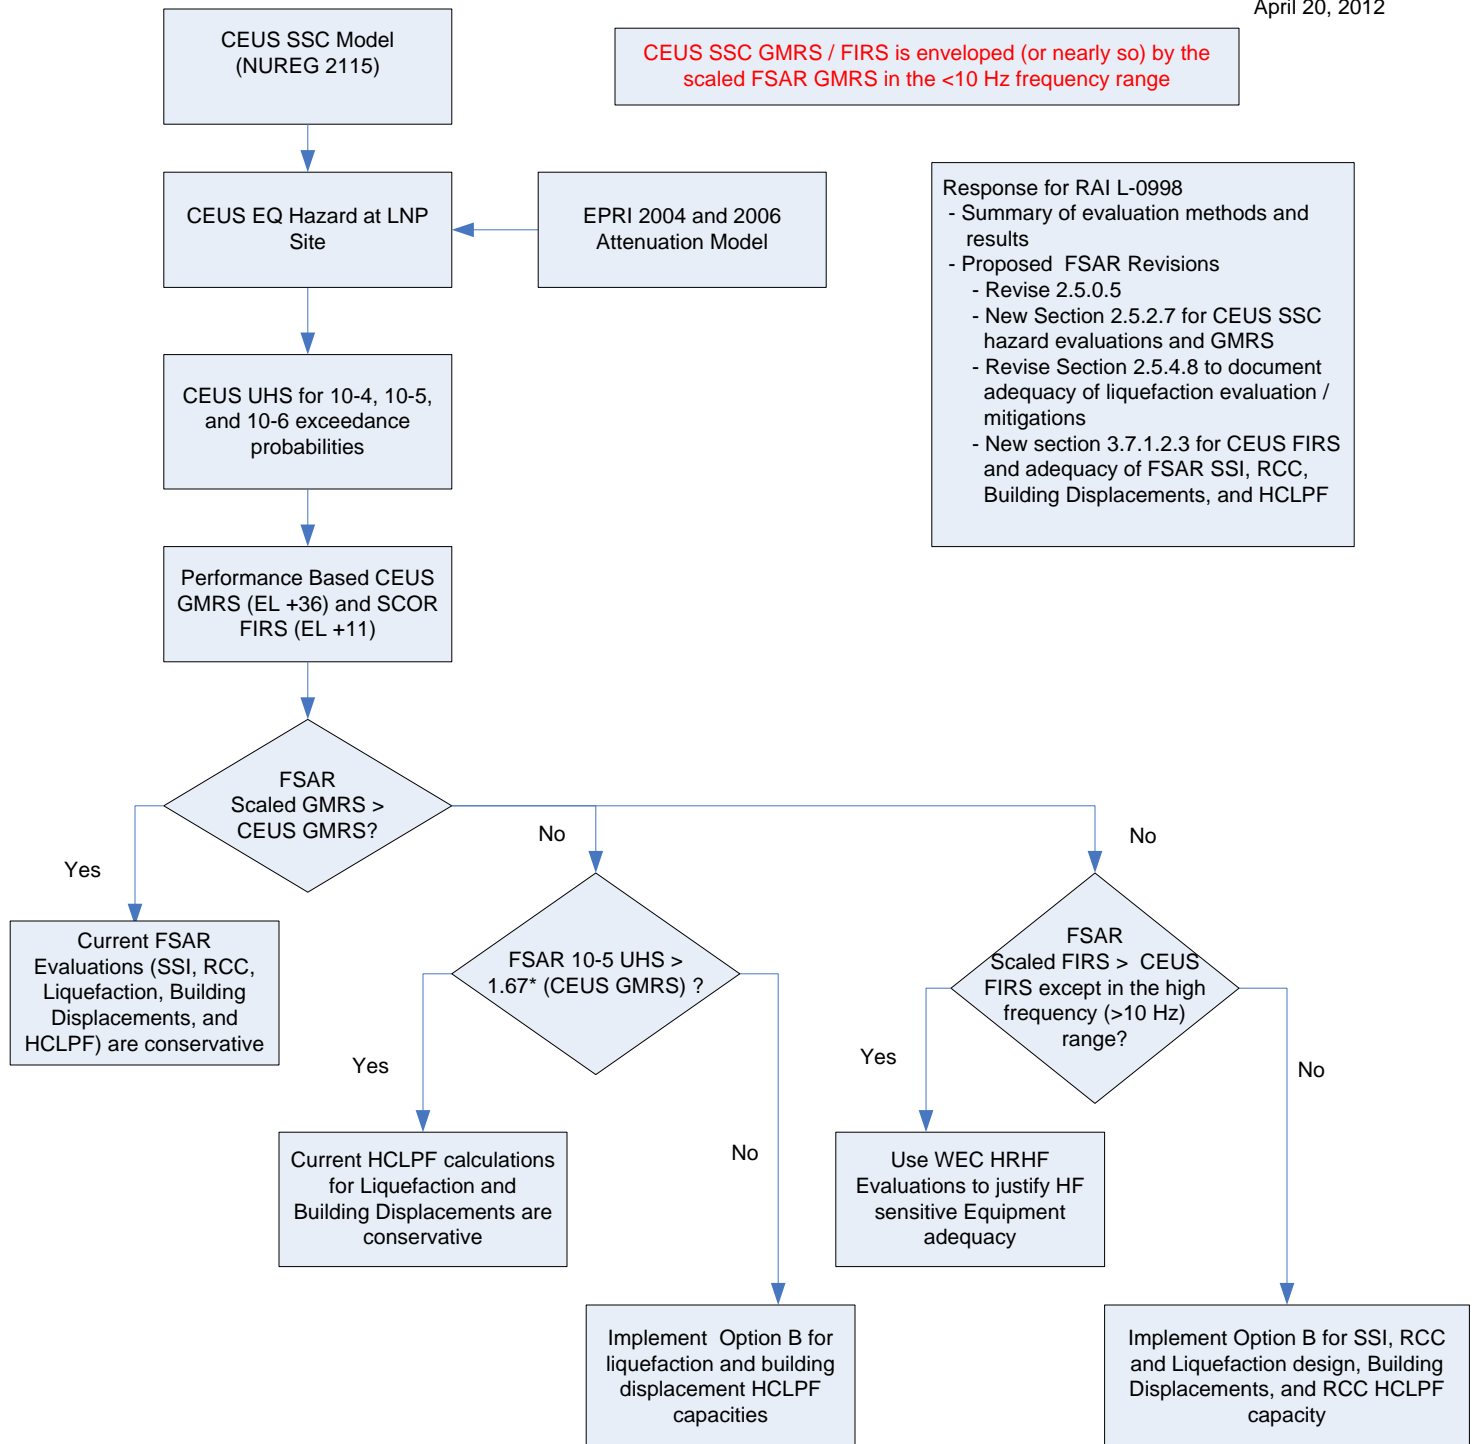 April 20, 2012
CEUS SSC Model
(NUREG 2115)
CEUS SSC GMRS / FIRS is enveloped (or nearly so) by the
scaled FSAR GMRS in the <10 Hz frequency range
CEUS EQ Hazard at LNP
Site
EPRI 2004 and 2006
Attenuation Model
Response for RAI L-0998
- Summary of evaluation methods and
results
- Proposed FSAR Revisions
- Revise 2.5.0.5
- New Section 2.5.2.7 for CEUS SSC
hazard evaluations and GMRS
- Revise Section 2.5.4.8 to document
adequacy of liquefaction evaluation /
mitigations
- New section 3.7.1.2.3 for CEUS FIRS
and adequacy of FSAR SSI, RCC,
Building Displacements, and HCLPF
CEUS UHS for 10-4, 10-5,
and 10-6 exceedance
probabilities
Performance Based CEUS
GMRS (EL +36) and SCOR
FIRS (EL +11)
FSAR
Scaled GMRS >
CEUS GMRS?
Yes
No
No
Current FSAR
Evaluations (SSI, RCC,
Liquefaction, Building
Displacements, and
HCLPF) are conservative
FSAR 10-5 UHS >
1.67* (CEUS GMRS) ?
FSAR
Scaled FIRS > CEUS
FIRS except in the high
frequency (>10 Hz)
range?
Yes
No
Yes
No
Current HCLPF calculations
for Liquefaction and
Building Displacements are
conservative
Use WEC HRHF
Evaluations to justify HF
sensitive Equipment
adequacy
Implement Option B for
liquefaction and building
displacement HCLPF
capacities
Implement Option B for SSI, RCC
and Liquefaction design, Building
Displacements, and RCC HCLPF
capacity